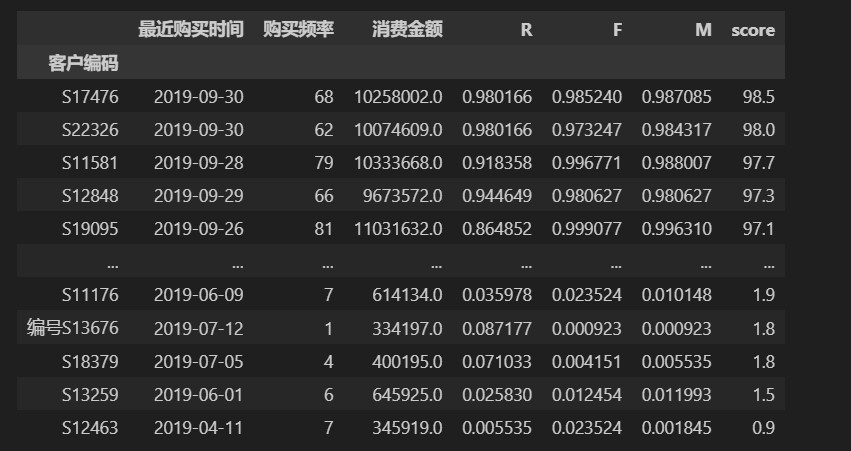 最近购买时间 购买频率 消费金额 R F M score
客户编码
S17476 2019-09-30 68 10258002.0 0.980166 0.985240 0.987085 98.5
S22326 2019-09-30 62 10074609.0 0.980166 0.973247 0.984317 98.0
S11581 2019-09-28 79 10333668.0 0.918358 0.996771 0.988007 97.7
S12848 2019-09-29 66 9673572.0 0.944649 0.980627 0.980627 97.3
S19095 2019-09-26 81 11031632.0 0.864852 0.999077 0.996310 97.1
... ... ... ... ... ... ... ...
S11176 2019-06-09 7 614134.0 0.035978 0.023524 0.010148 1.9
编号S13676 2019-07-12 1 334197.0 0.087177 0.000923 0.000923 1.8
S18379 2019-07-05 4 400195.0 0.071033 0.004151 0.005535 1.8
S13259 2019-06-01 6 645925.0 0.025830 0.012454 0.011993 1.5
S12463 2019-04-11 7 345919.0 0.005535 0.023524 0.001845 0.9